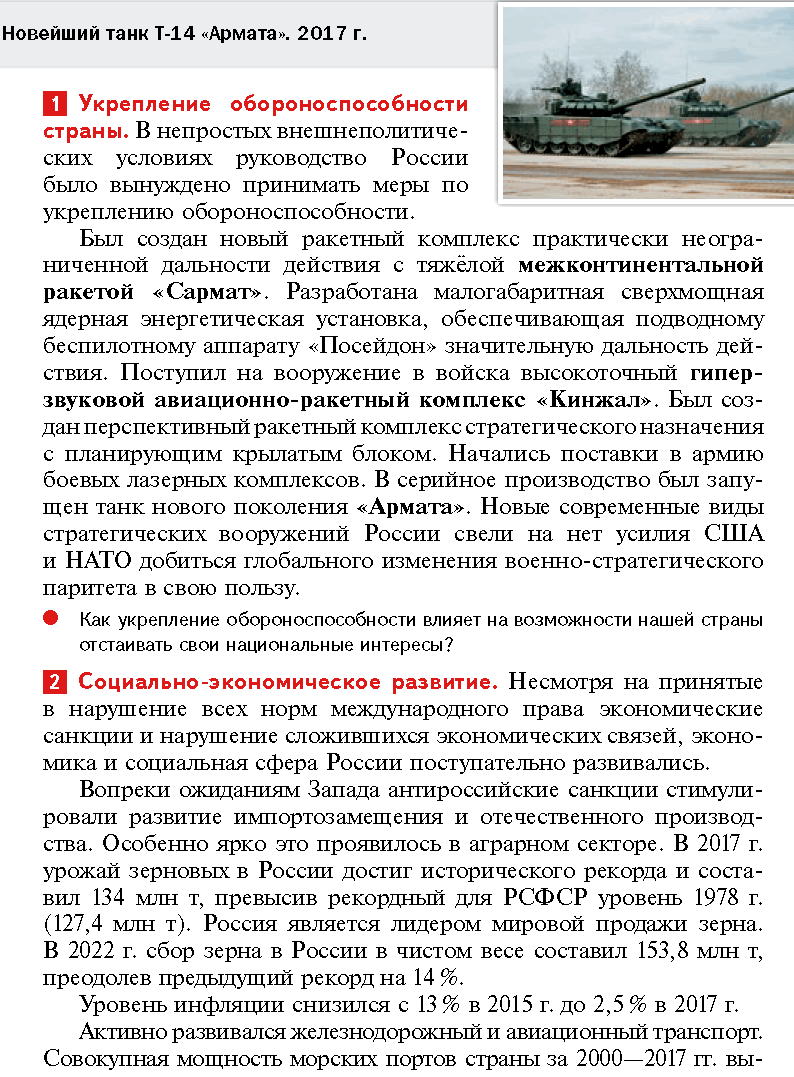 Новейший танк Т-14 «Армата». 2017 г.
1 Укрепление обороноспособности
страны. В непростых внешнеполитиче-
ских условиях руководство России
было вынуждено принимать меры по
укреплению обороноспособности.
Был создан новый ракетный комплекс практически неогра-
ниченной дальности действия с тяжёлой межконтинентальной
ракетой «Сармат». Разработана малогабаритная сверхмощная
ядерная энергетическая установка, обеспечивающая подводному
беспилотному аппарату «Посейдон» значительную дальность дей-
ствия. Поступил на вооружение в войска высокоточный гипер-
звуковой авиационно-ракетный комплекс «Кинжал». Был соз-
дан перспективный ракетный комплекс стратегического назначения
с планирующим крылатым блоком. Начались поставки в армию
боевых лазерных комплексов. В серийное производство был запу-
щен танк нового поколения «Армата». Новые современные виды
стратегических вооружений России свели на нет усилия США
и НАТО добиться глобального изменения военно-стратегического
паритета в свою пользу.
Как укрепление обороноспособности влияет на возможности нашей страны
отстаивать свои национальные интересы?
2 Социально-экономическое развитие. Несмотря на принятые
в нарушение всех норм международного права экономические
санкции и нарушение сложившихся экономических связей, эконо-
мика и социальная сфера России поступательно развивались.
Вопреки ожиданиям Запада антироссийские санкции стимули-
ровали развитие импортозамещения и отечественного производ-
ства. Особенно ярко это проявилось в аграрном секторе. В 2017 г.
урожай зерновых в России достиг исторического рекорда и соста-
вил 134 млн т, превысив рекордный для РСФСР уровень 1978 г.
(127,4 млн т). Россия является лидером мировой продажи зерна.
В 2022 г. сбор зерна в России в чистом весе составил 153,8 млн т,
преодолев предыдущий рекорд на 14 %.
Уровень инфляции снизился с 13 % в 2015 г. до 2,5 % в 2017 г.
Активно развивался железнодорожный и авиационный транспорт.
Совокупная мощность морских портов страны за 2000—2017 гг. вы-